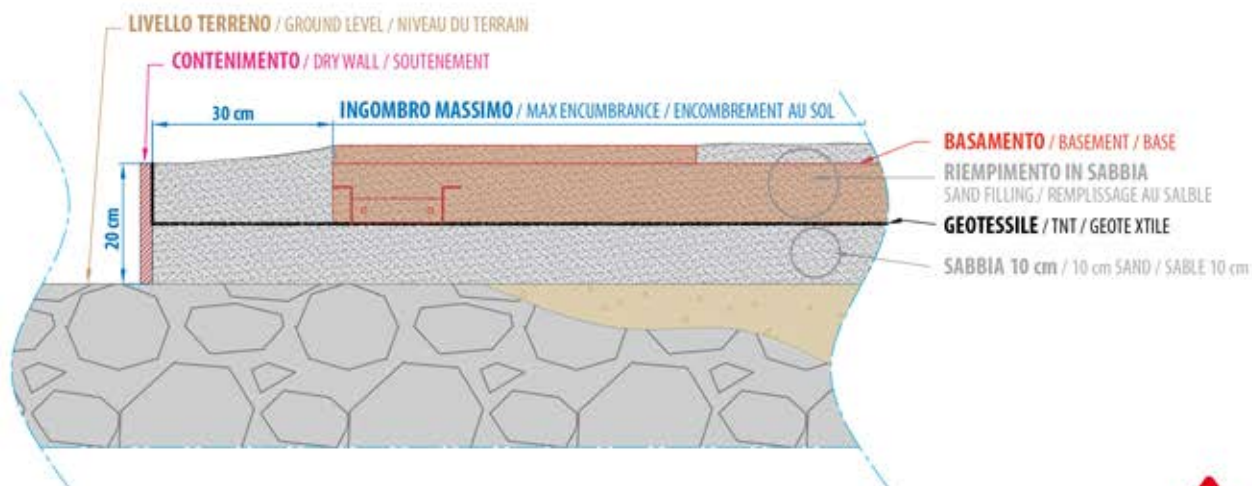 LIVELLO TERRENO / GROUND LEVEL / NIVEAU DU TERRAIN
CONTENIMENTO / DRY WALL / SOUTENEMENT
30 cm
INGOMBRO MASSIMO / MAX ENCUMBRANCE / ENCOMBREMENT AU SOL
20 cm
BASAMENTO / BASEMENT / BASE
RIEMPIMENTO IN SABBIA
SAND FILLING / REMPLISSAGE AU SALBLE
GEOTESSILE / TNT / GEOTE XTILE
SABBIA 10 cm / 10 cm SAND / SABLE 10 cm